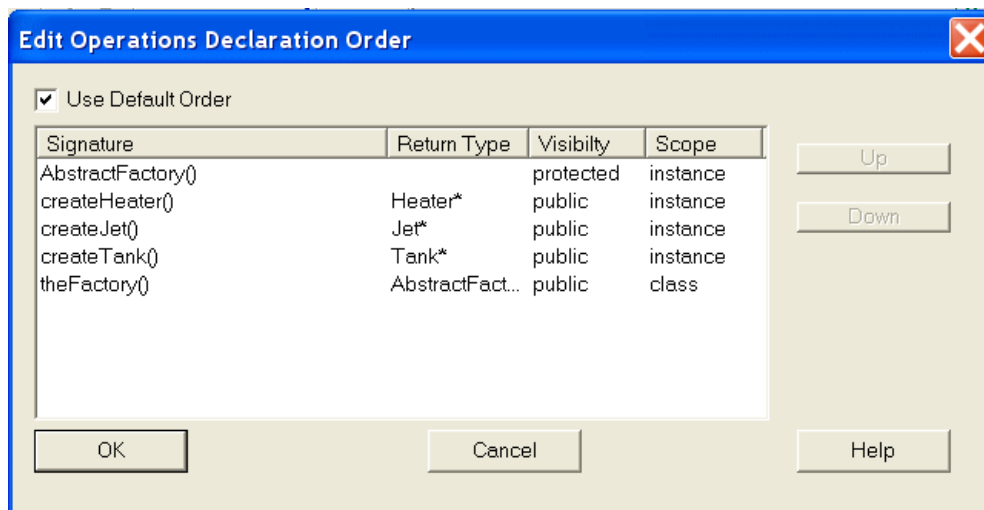 Edit Operations Declaration Order
Use Default Order
Signature Return Type Visibilty Scope
AbstractFactory() protected instance
createHeater() Heater* public instance
createJet() Jet* public instance
createTank() Tank* public instance
theFactory() AbstractFact... public class
Up
Down
OK Cancel Help